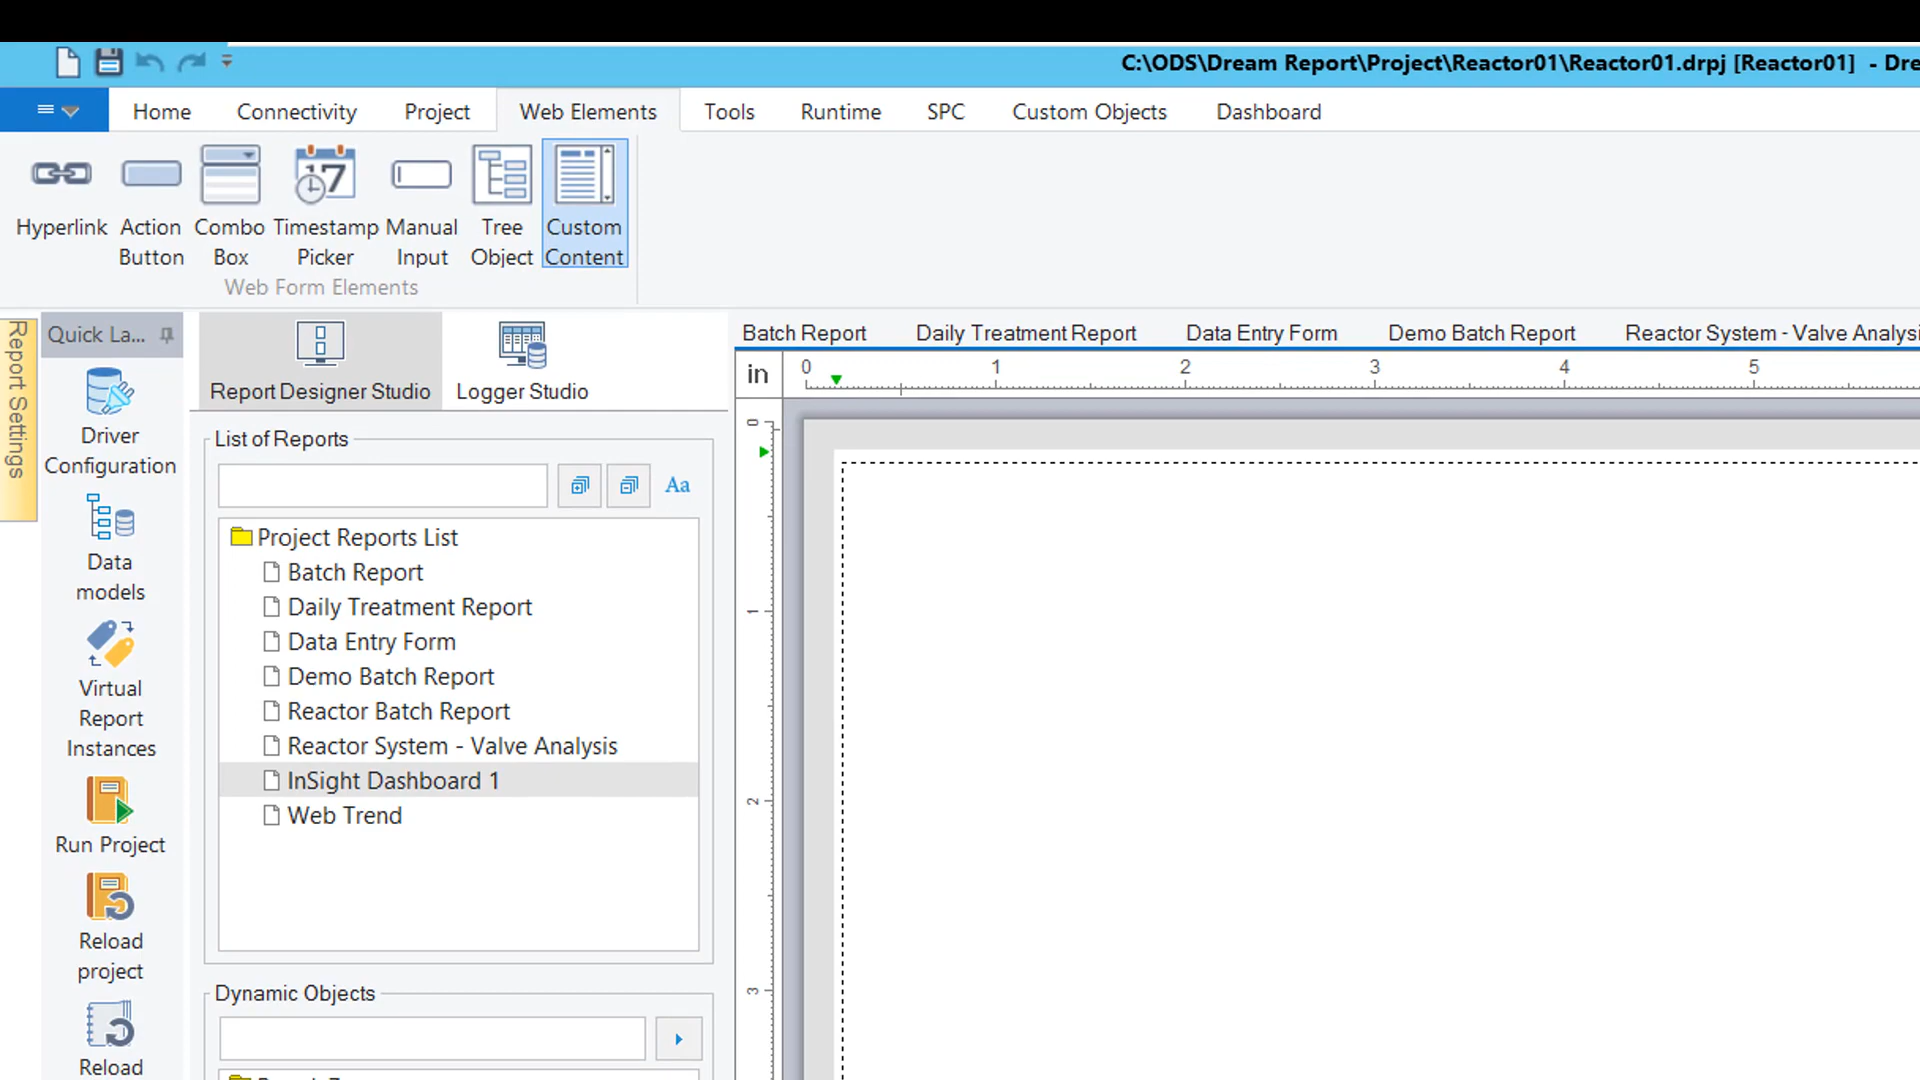 C:\ODS\Dream Report\Project\Reactor01\Reactor01.drpj [Reactor01] - Dre
Home Connectivity Project Web Elements Tools Runtime SPC Custom Objects Dashboard
17
Hyperlink
Action
Button
Combo
Box
Timestamp
Picker
Manual
Input
Tree
Object
Custom
Content
Web Form Elements
Report Settings
Quick La...
Driver
Configuration
Data
models
Virtual
Report
Instances
Run Project
Reload
project
Reload
Report Designer Studio
Logger Studio
List of Reports
Aa
Project Reports List
Batch Report
Daily Treatment Report
Data Entry Form
Demo Batch Report
Reactor Batch Report
Reactor System - Valve Analysis
InSight Dashboard 1
Web Trend
Dynamic Objects
Batch Report Daily Treatment Report Data Entry Form Demo Batch Report Reactor System - Valve Analysi
in 0 1 2 3 4 5
0
1
2
3